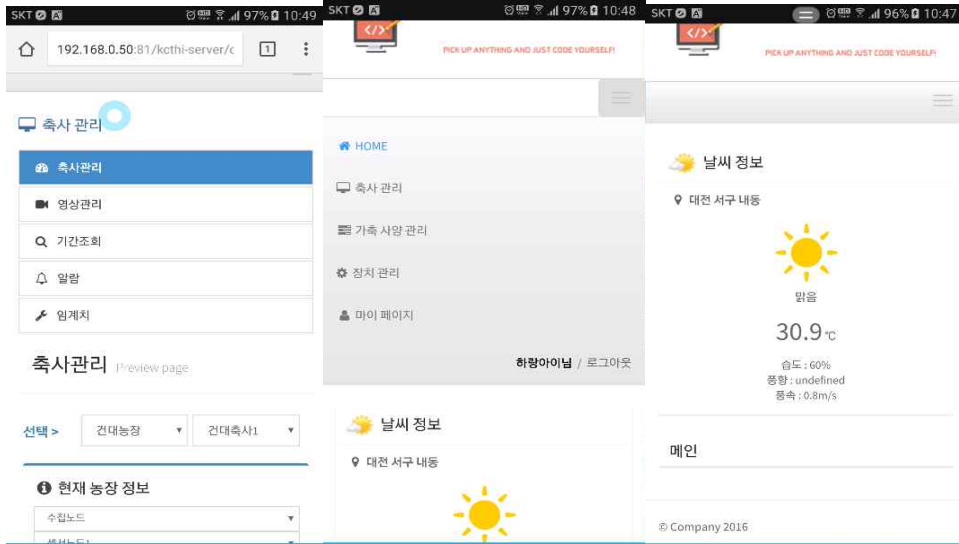 SKT 97% 10:49
192.168.0.50:81/kcthi-server/c 1
축사 관리
축사관리
영상관리
기간조회
알람
임계치
축사관리 Preview page
선택 > 건대농장 건대축사1
현재 농장 정보
수집노드
센서노드1
SKT 97% 10:48
</>
PICK UP ANYTHING AND JUST CODE YOURSELF!
HOME
축사 관리
가축 사양 관리
장치 관리
마이 페이지
하랑아이님 / 로그아웃
날씨 정보
대전 서구 내동
SKT 96% 10:47
</>
PICK UP ANYTHING AND JUST CODE YOURSELF!
날씨 정보
대전 서구 내동
맑음
30.9 ℃
습도 : 60%
풍향 : undefined
풍속 : 0.8m/s
메인
© Company 2016